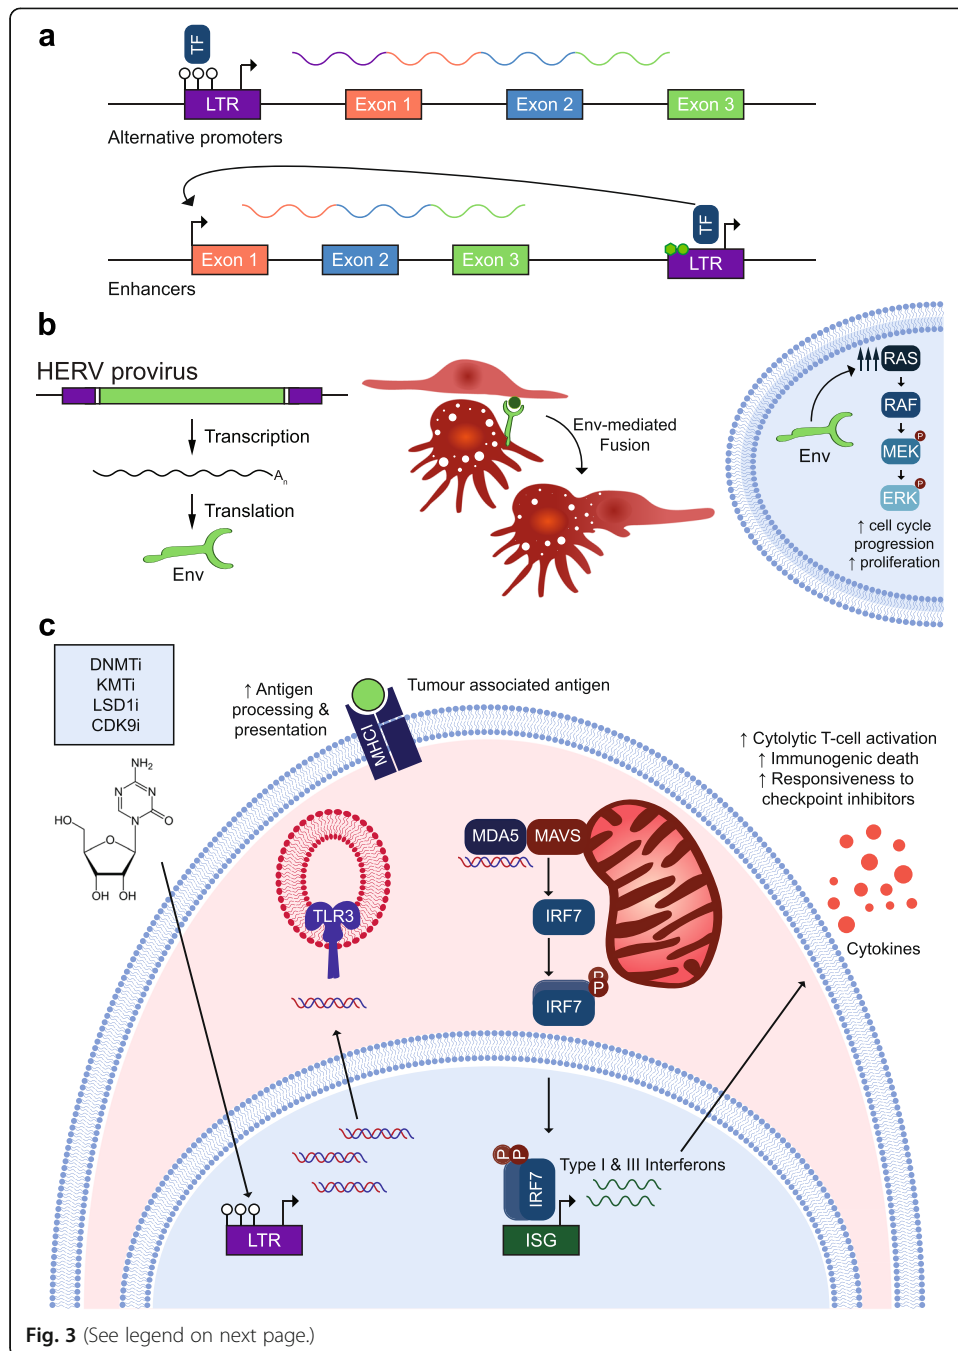 a
TF
LTR
Exon 1
Exon 2
Exon 3
Alternative promoters
TF
Exon 1
Exon 2
Exon 3
LTR
Enhancers
b
HERV provirus
Transcription
An
Translation
Env
Env-mediated
Fusion
Env
RAS
RAF
MEK
P
ERK
P
↑ cell cycle
progression
↑ proliferation
c
DNMTi
KMTi
LSD1i
CDK9i
NH2
N
N
N
O
HO
O
OH
OH
↑ Antigen
processing &
presentation
MHCI
Tumour associated antigen
↑ Cytolytic T-cell activation
↑ Immunogenic death
↑ Responsiveness to
checkpoint inhibitors
Cytokines
TLR3
MDA5
MAVS
IRF7
P
P
IRF7
P
P
IRF7
Type I & III Interferons
LTR
ISG
Fig. 3 (See legend on next page.)